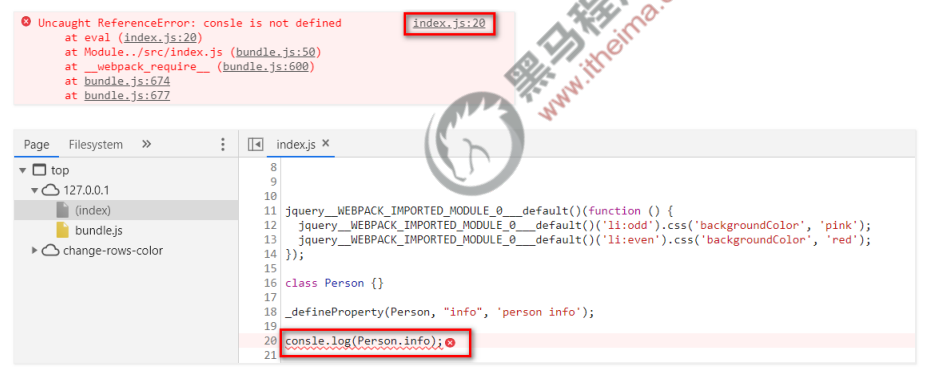 Uncaught ReferenceError: consle is not defined index.js:20
at eval (index.js:20)
at Module../src/index.js (bundle.js:50)
at __webpack_require__ (bundle.js:600)
at bundle.js:674
at bundle.js:677
黑马程序员
www.itheima.com
Page Filesystem » index.js ×
top
127.0.0.1
(index)
bundle.js
change-rows-color
8
9
10
11 jquery__WEBPACK_IMPORTED_MODULE_0___default()(function () {
12 jquery__WEBPACK_IMPORTED_MODULE_0___default()('li:odd').css('backgroundColor', 'pink');
13 jquery__WEBPACK_IMPORTED_MODULE_0___default()('li:even').css('backgroundColor', 'red');
14 });
15
16 class Person {}
17
18 _defineProperty(Person, "info", 'person info');
19
20 consle.log(Person.info);
21